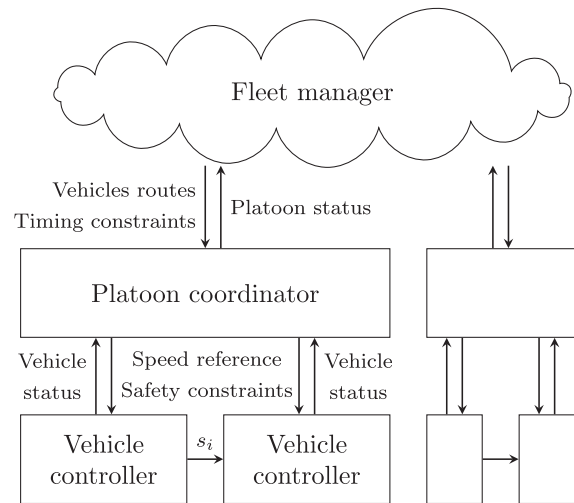 Fleet manager
Vehicles routes
Timing constraints
Platoon status
Platoon coordinator
Vehicle
status
Speed reference
Safety constraints
Vehicle
status
Vehicle
controller
s_i
Vehicle
controller